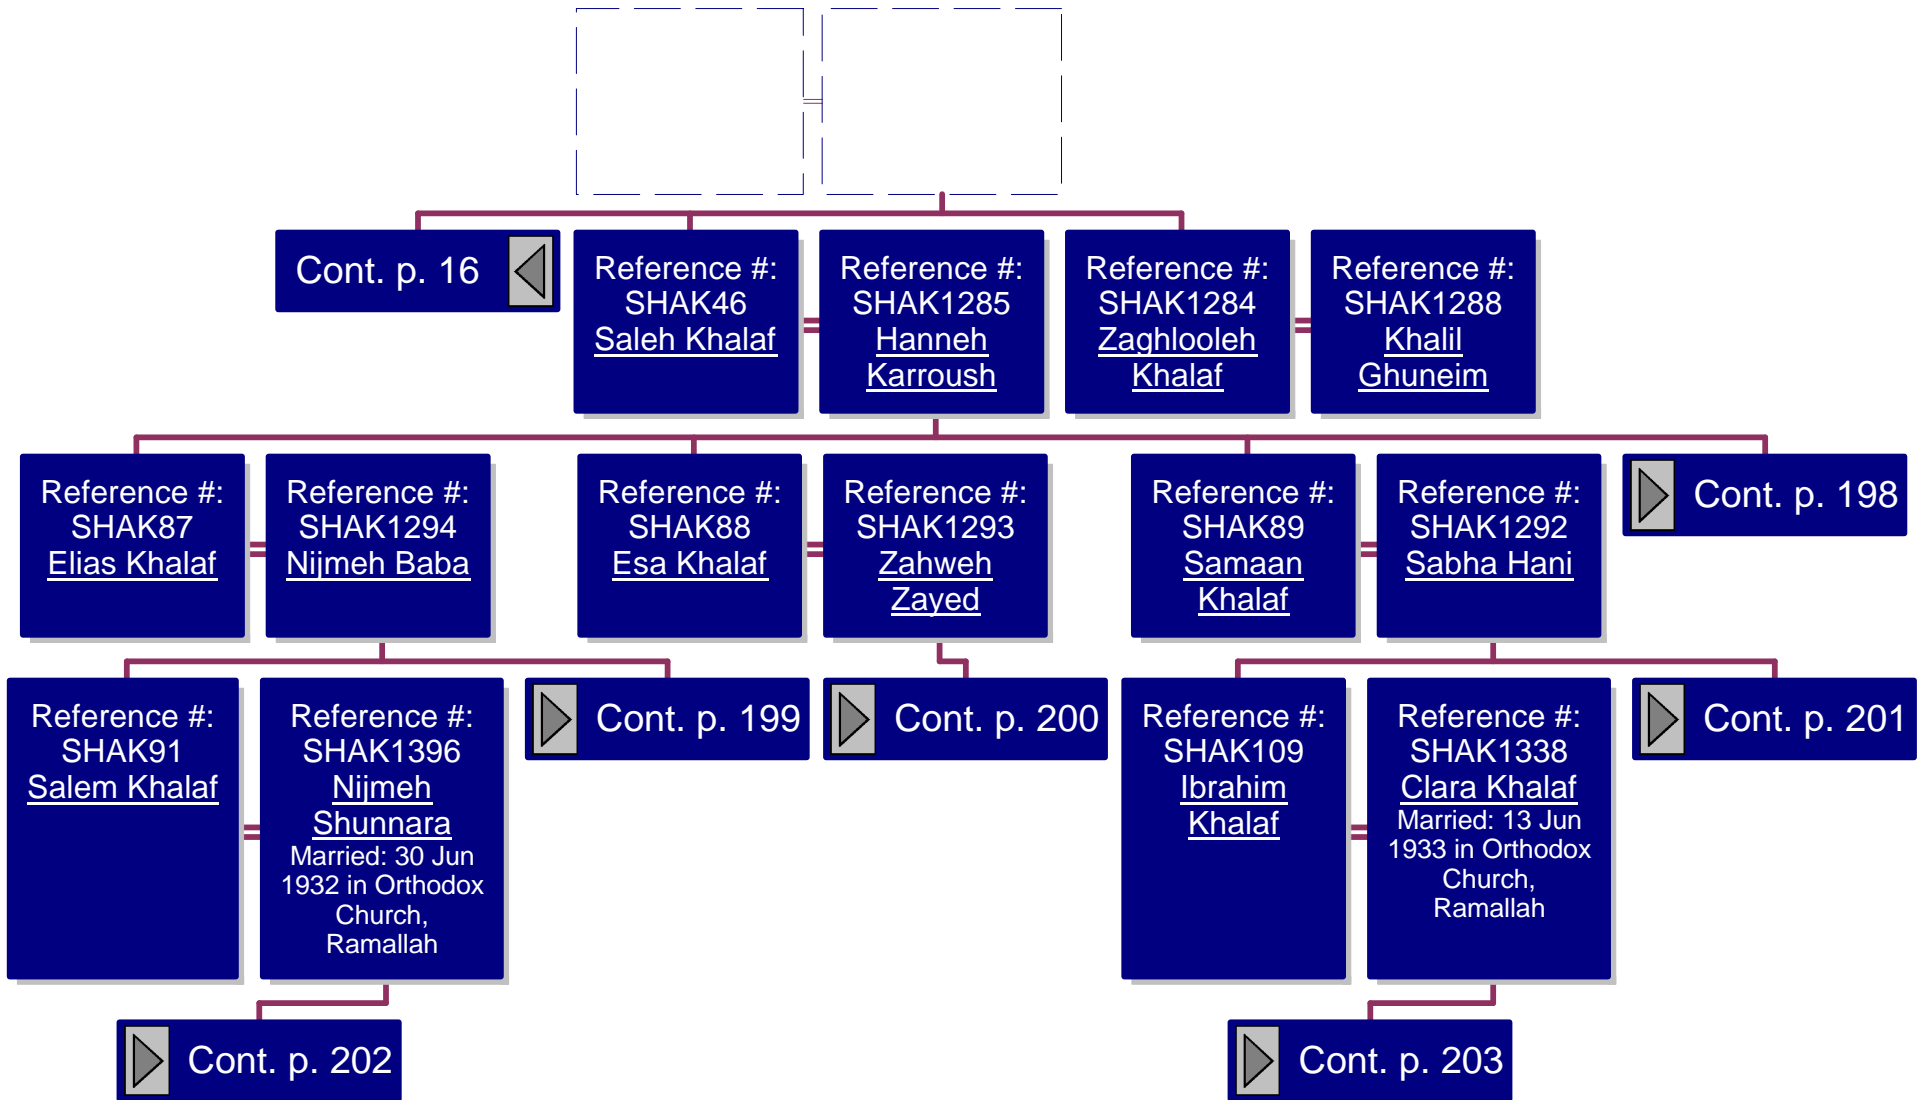 Cont. p. 16
Reference #:
SHAK46
Saleh Khalaf
Reference #:
SHAK1285
Hanneh
Karroush
Reference #:
SHAK1284
Zaghlooleh
Khalaf
Reference #:
SHAK1288
Khalil
Ghuneim
Reference #:
SHAK87
Elias Khalaf
Reference #:
SHAK1294
Nijmeh Baba
Reference #:
SHAK88
Esa Khalaf
Reference #:
SHAK1293
Zahweh
Zayed
Reference #:
SHAK89
Samaan
Khalaf
Reference #:
SHAK1292
Sabha Hani
Cont. p. 198
Reference #:
SHAK91
Salem Khalaf
Reference #:
SHAK1396
Nijmeh
Shunnara
Married: 30 Jun
1932 in Orthodox
Church,
Ramallah
Cont. p. 199
Cont. p. 200
Reference #:
SHAK109
Ibrahim
Khalaf
Reference #:
SHAK1338
Clara Khalaf
Married: 13 Jun
1933 in Orthodox
Church,
Ramallah
Cont. p. 201
Cont. p. 202
Cont. p. 203